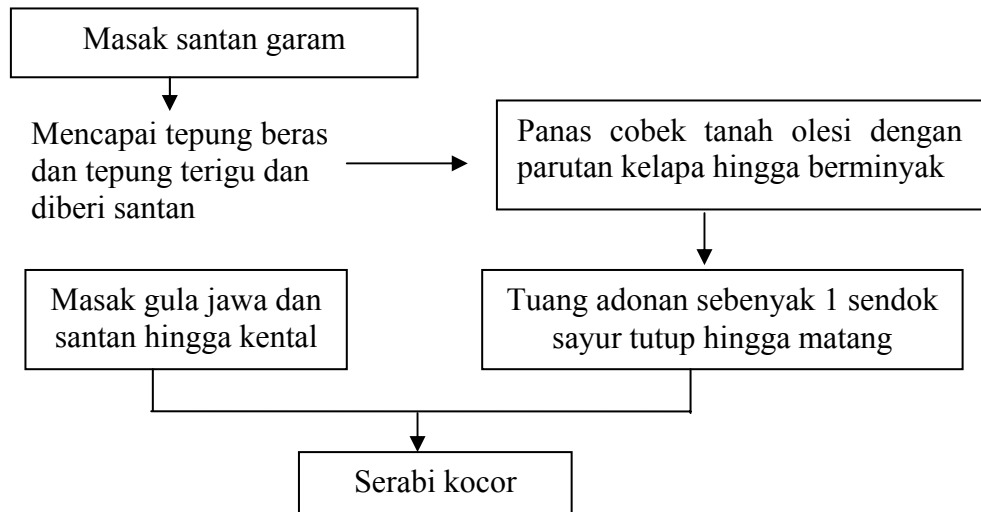 Masak santan garam
Mencapai tepung beras
dan tepung terigu dan
diberi santan
Panas cobek tanah olesi dengan
parutan kelapa hingga berminyak
Masak gula jawa dan
santan hingga kental
Tuang adonan sebenyak 1 sendok
sayur tutup hingga matang
Serabi kocor